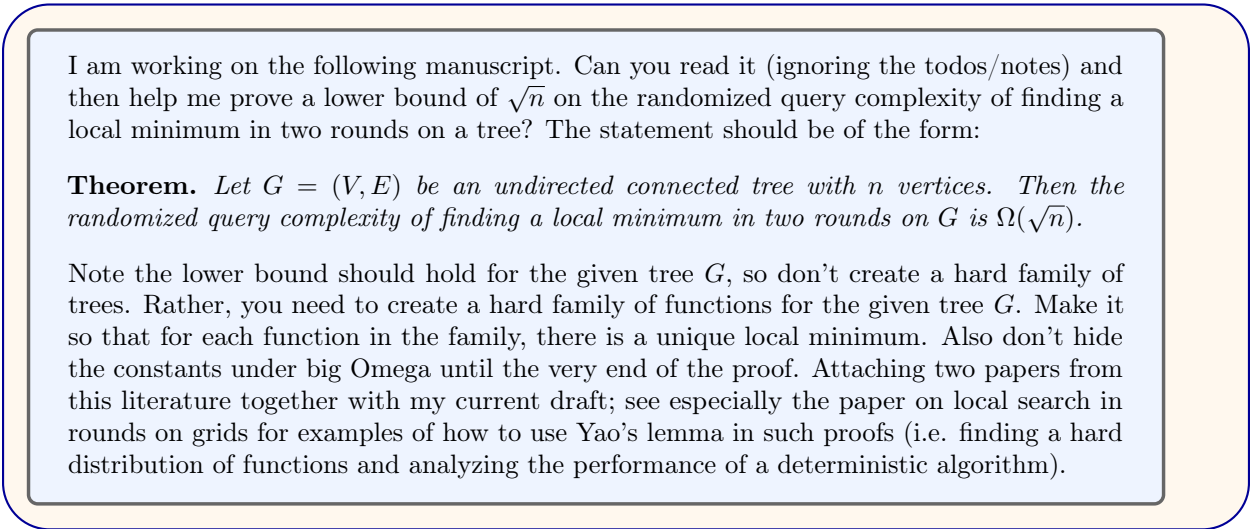 I am working on the following manuscript. Can you read it (ignoring the todos/notes) and
then help me prove a lower bound of √n on the randomized query complexity of finding a
local minimum in two rounds on a tree? The statement should be of the form:
Theorem. Let G = (V, E) be an undirected connected tree with n vertices. Then the
randomized query complexity of finding a local minimum in two rounds on G is Ω(√n).
Note the lower bound should hold for the given tree G, so don't create a hard family of
trees. Rather, you need to create a hard family of functions for the given tree G. Make it
so that for each function in the family, there is a unique local minimum. Also don't hide
the constants under big Omega until the very end of the proof. Attaching two papers from
this literature together with my current draft; see especially the paper on local search in
rounds on grids for examples of how to use Yao's lemma in such proofs (i.e. finding a hard
distribution of functions and analyzing the performance of a deterministic algorithm).